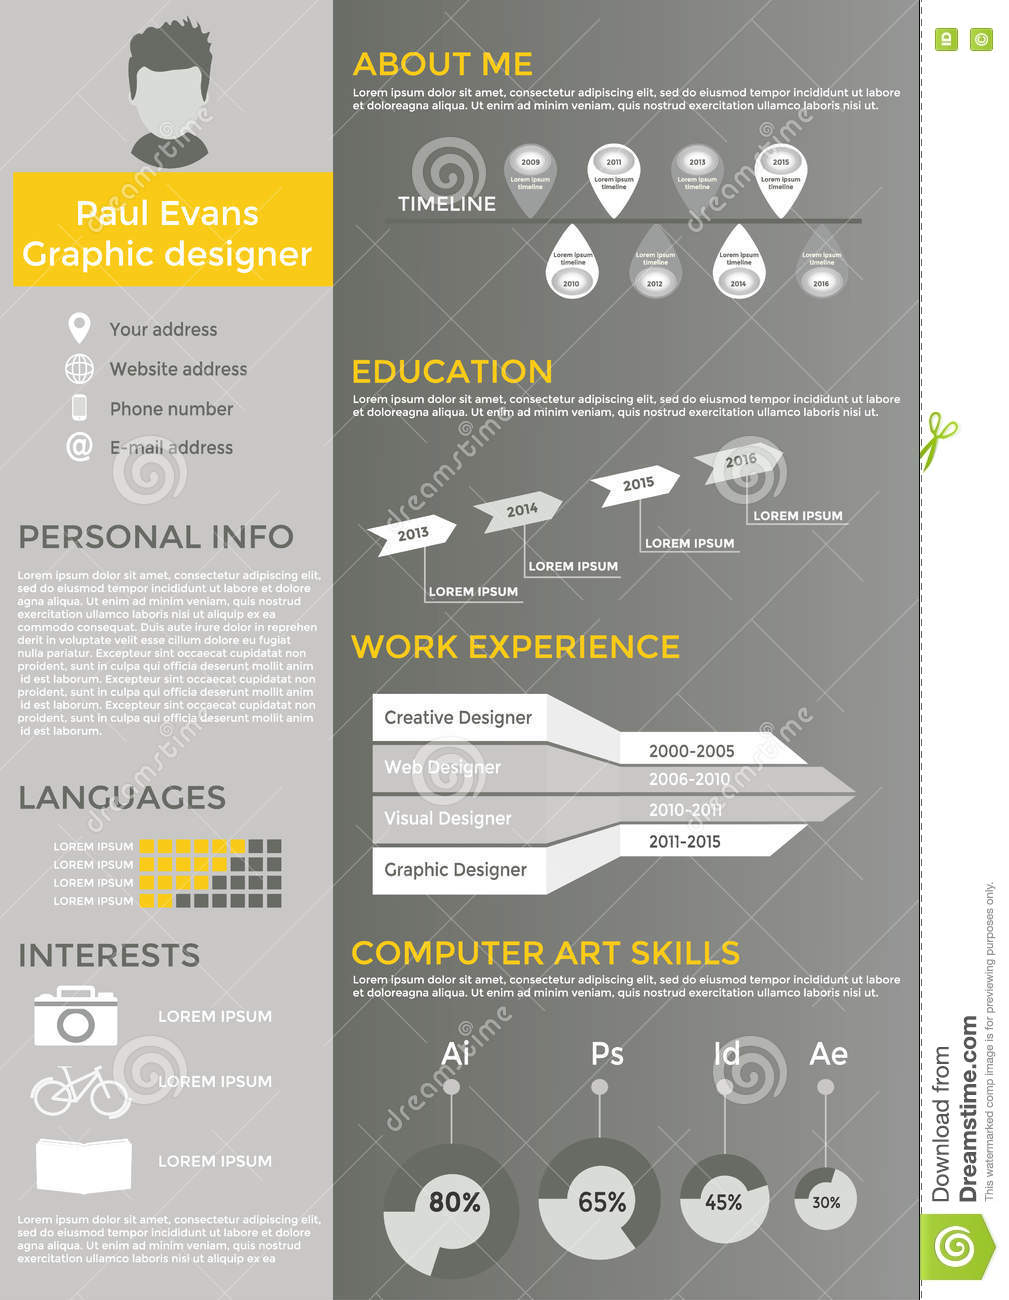 Paul Evans
Graphic designer
Your address
Website address
Phone number
E-mail address
PERSONAL INFO
Lorem ipsum dolor sit amet, consectetur adipiscing elit,
sed do eiusmod tempor incididunt ut labore et dolore
agna aliqua. Ut enim ad minim veniam, quis nostrud
exercitation ullamco laboris nisi ut aliquip ex ea
commodo consequat. Duis aute irure dolor in reprehen
derit in voluptate velit esse cillum dolore eu fugiat
nulla pariatur. Excepteur sint occaecat cupidatat non
proident, sunt in culpa qui officia deserunt mollit anim
id est laborum. Excepteur sint occaecat cupidatat non
proident, sunt in culpa qui officia deserunt mollit anim
id est laborum. Excepteur sint occaecat cupidatat non
proident, sunt in culpa qui officia deserunt mollit anim
id est laborum.
LANGUAGES
LOREM IPSUM
LOREM IPSUM
LOREM IPSUM
LOREM IPSUM
INTERESTS
LOREM IPSUM
LOREM IPSUM
LOREM IPSUM
Lorem ipsum dolor sit amet, consectetur adipiscing elit,
sed do eiusmod tempor incididunt ut labore et dolore
agna aliqua. Ut enim ad minim veniam, quis nostrud
exercitation ullamco laboris nisi ut aliquip ex ea
ABOUT ME
Lorem ipsum dolor sit amet, consectetur adipiscing elit, sed do eiusmod tempor incididunt ut labore
et doloreagna aliqua. Ut enim ad minim veniam, quis nostrud exercitation ullamco laboris nisi ut.
TIMELINE
2009
Lorem ipsum
timeline
2011
Lorem ipsum
timeline
2013
Lorem ipsum
timeline
2015
Lorem ipsum
timeline
Lorem ipsum
timeline
2010
Lorem ipsum
timeline
2012
Lorem ipsum
timeline
2014
Lorem ipsum
timeline
2016
EDUCATION
Lorem ipsum dolor sit amet, consectetur adipiscing elit, sed do eiusmod tempor incididunt ut labore
et doloreagna aliqua. Ut enim ad minim veniam, quis nostrud exercitation ullamco laboris nisi ut.
2013
LOREM IPSUM
2014
LOREM IPSUM
2015
LOREM IPSUM
2016
LOREM IPSUM
WORK EXPERIENCE
Creative Designer
2000-2005
Web Designer
2006-2010
Visual Designer
2010-2011
Graphic Designer
2011-2015
COMPUTER ART SKILLS
Lorem ipsum dolor sit amet, consectetur adipiscing elit, sed do eiusmod tempor incididunt ut labore
et doloreagna aliqua. Ut enim ad minim veniam, quis nostrud exercitation ullamco laboris nisi ut.
Ai
Ps
Id
Ae
80%
65%
45%
30%
ID
©
Download from
Dreamstime.com
This watermarked comp image is for previewing purposes only.
dreamstime
dreamstime
dreamstime
dreamstime
dreamstime
dreamstime
dreamstime